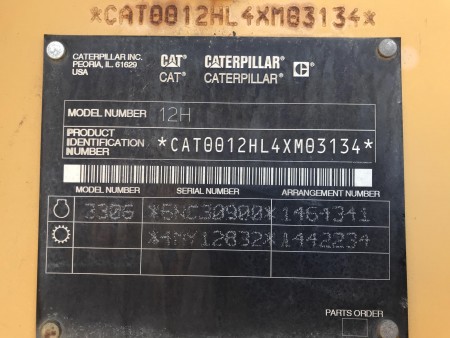 *CAT0012HL4XM03134*
CATERPILLAR INC.
PEORIA, IL. 61629
USA
CAT® CATERPILLAR® C®
CAT® CATERPILLAR®
MODEL NUMBER 12H
PRODUCT
IDENTIFICATION
NUMBER *CAT0012HL4XM03134*
MODEL NUMBER SERIAL NUMBER ARRANGEMENT NUMBER
3306 *6NC30900* 1464341
*4MY12832* 1442234
PARTS ORDER